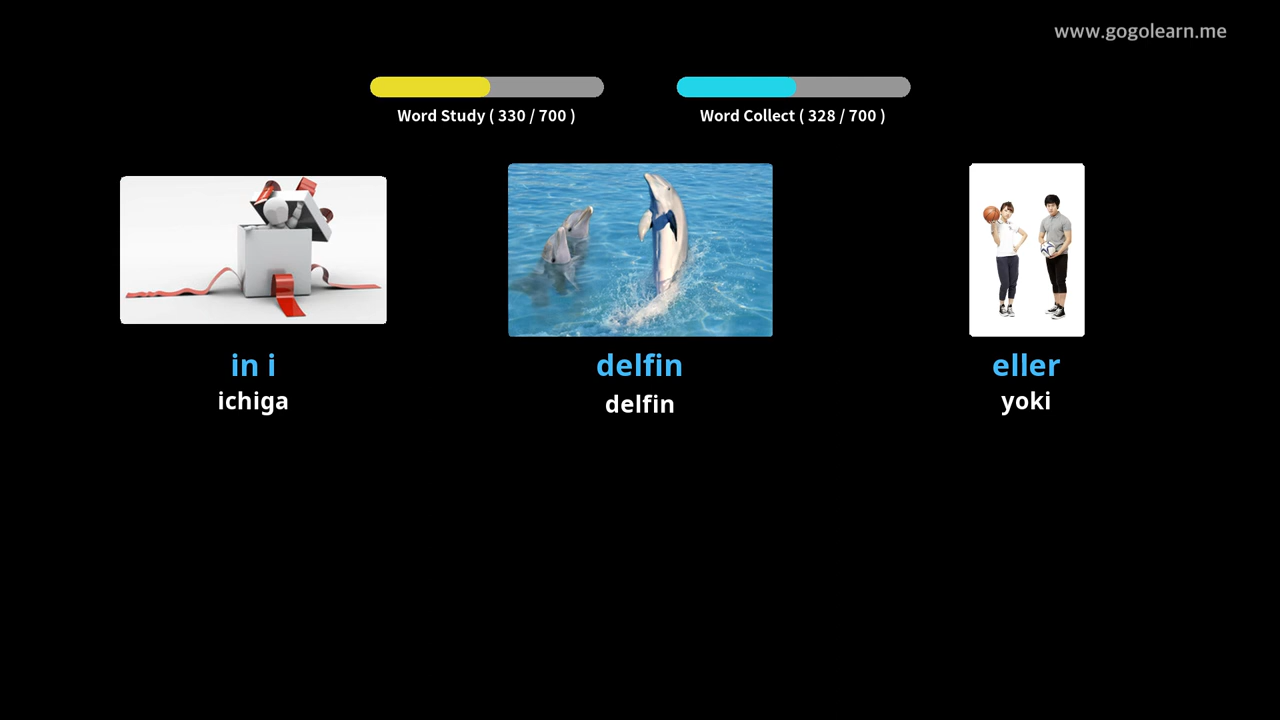 www.gogolearn.me
Word Study ( 330 / 700 )
Word Collect ( 328 / 700 )
in i
delfin
eller
ichiga
delfin
yoki